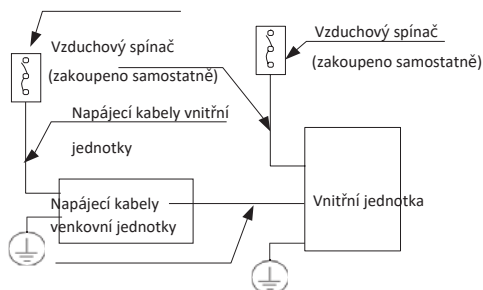 Vzduchový spínač
(zakoupeno samostatně)
Vzduchový spínač
(zakoupeno samostatně)
Napájecí kabely vnitřní
jednotky
Napájecí kabely
venkovní jednotky
Vnitřní jednotka